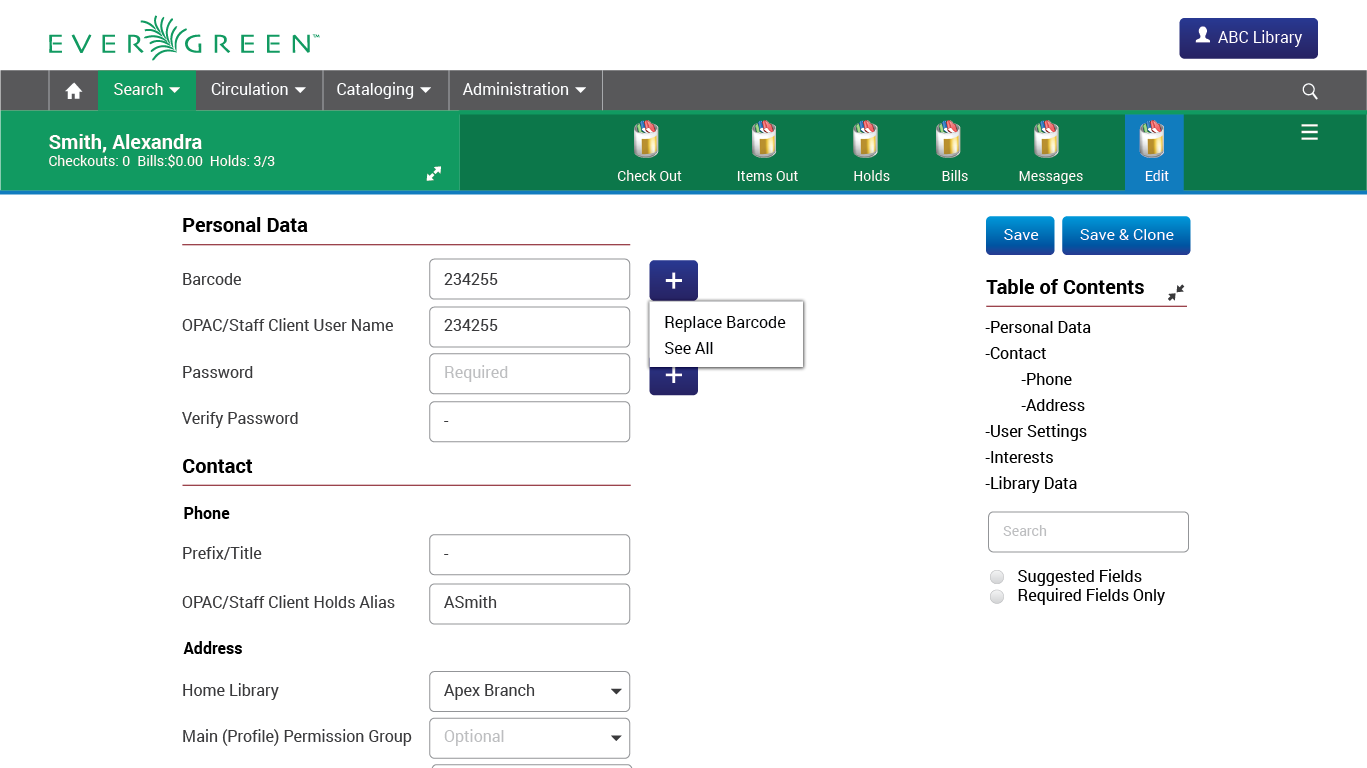 EVERGREEN™
ABC Library
Search Circulation Cataloging Administration
Smith, Alexandra
Checkouts: 0 Bills:$0.00 Holds: 3/3
Check Out Items Out Holds Bills Messages Edit
Personal Data
Barcode 234255 +
OPAC/Staff Client User Name 234255
Replace Barcode
See All
Password Required +
Verify Password -
Contact
Phone
Prefix/Title -
OPAC/Staff Client Holds Alias ASmith
Address
Home Library Apex Branch
Main (Profile) Permission Group Optional
Save Save & Clone
Table of Contents
-Personal Data
-Contact
-Phone
-Address
-User Settings
-Interests
-Library Data
Search
Suggested Fields
Required Fields Only